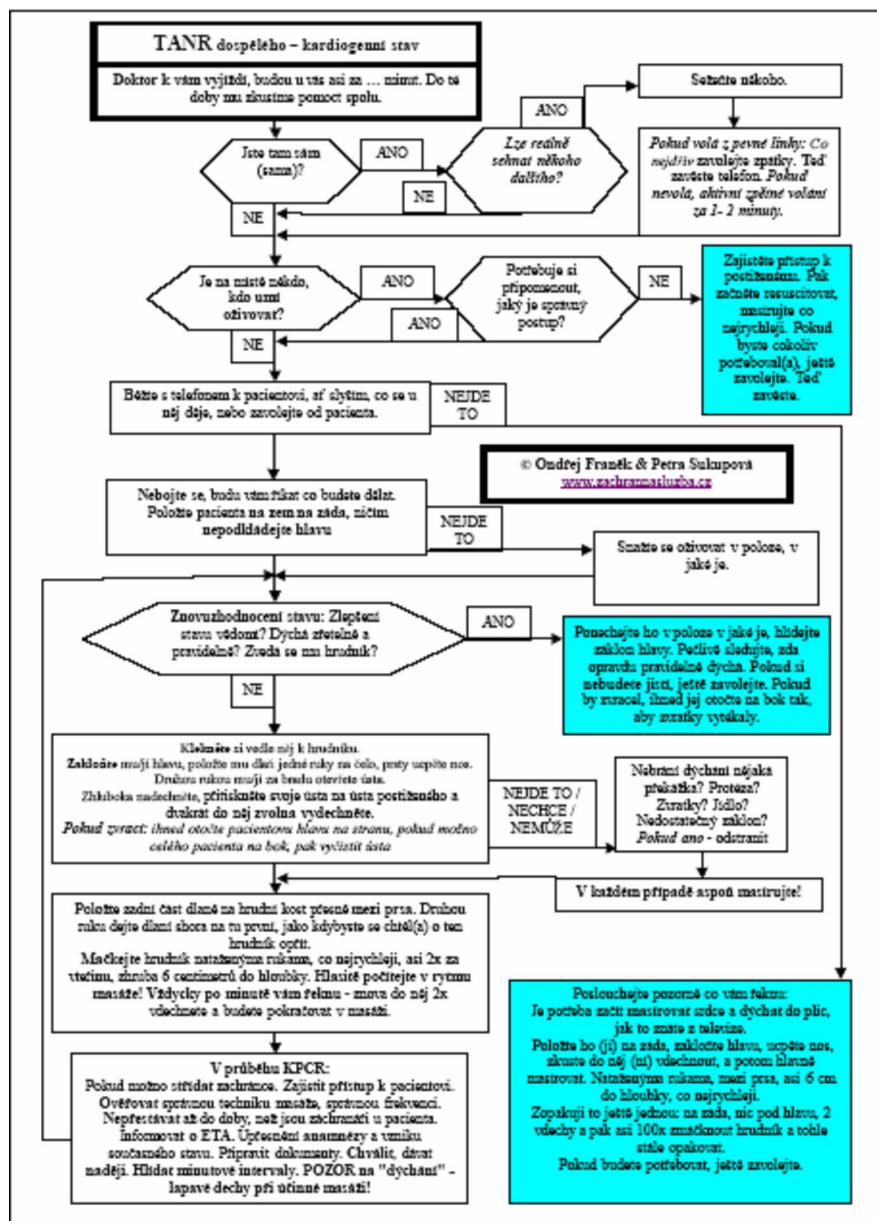 TANR dospělého – kardiogenní stav
Doktor k vám vyjíždí, budou u vás asi za ... minut. Do té
doby mu zkusíme pomoct spolu.
Jste tam sám
(sama)?
ANO
Lze reálně
sehnat někoho
dalšího?
ANO
Sežeňte někoho.
Pokud volá z pevné linky: Co
nejdřív zavolejte zpátky. Teď
zavěste telefon. Pokud
nevolá, aktivní zpětné volání
za 1- 2 minuty.
NE
NE
Je na místě někdo,
kdo umí
oživovat?
ANO
Potřebuje si
připomenout,
jaký je správný
postup?
NE
Zajistěte přístup k
postiženému. Pak
začněte resuscitovat,
masírujte co
nejrychleji. Pokud
byste cokoliv
potřeboval(a), ještě
zavolejte. Teď
zavěste.
ANO
NE
Běžte s telefonem k pacientovi, ať slyším, co se u
něj děje, nebo zavolejte od pacienta.
NEJDE
TO
© Ondřej Franěk & Petra Sukupová
www.zachrannasluzba.cz
Nebojte se, budu vám říkat co budete dělat.
Položte pacienta na zem na záda, ničím
nepodkládejte hlavu
NEJDE
TO
Snažte se oživovat v poloze, v
jaké je.
Znovuzhodnocení stavu: Zlepšení
stavu vědomí? Dýchá zřetelně a
pravidelně? Zvedá se mu hrudník?
ANO
Ponechejte ho v poloze v jaké je, hlídejte
záklon hlavy. Pečlivě sledujte, zda
opravdu pravidelně dýchá. Pokud si
nebudete jistí, ještě zavolejte. Pokud
by zvracel, ihned jej otočte na bok tak,
aby zvratky vytékaly.
NE
Klekněte si vedle něj k hrudníku.
Zakloňte mu/jí hlavu, položte mu dlaň jedné ruky na čelo, prsty ucpěte nos.
Druhou rukou mu/jí za bradu otevřete ústa.
Zhluboka nadechněte, přitiskněte svoje ústa na ústa postiženého a
dvakrát do něj zvolna vydechněte.
Pokud zvrací: ihned otočte pacientovu hlavu na stranu, pokud možno
celého pacienta na bok, pak vyčistit ústa
NEJDE TO /
NECHCE /
NEMŮŽE
Nebrání dýchání nějaká
překážka? Protéza?
Zvratky? Jídlo?
Nedostatečný záklon?
Pokud ano - odstranit
V každém případě aspoň masírujte!
Položte zadní část dlaně na hrudní kost přesně mezi prsa. Druhou
ruku dejte dlaní shora na tu první, jako kdybyste se chtěl(a) o ten
hrudník opřít.
Mačkejte hrudník nataženýma rukama, co nejrychleji, asi 2x za
vteřinu, zhruba 6 centimetrů do hloubky. Hlasitě počítejte v rytmu
masáže! Vždycky po minutě vám řeknu - znova do něj 2x
vdechnete a budete pokračovat v masáži.
V průběhu KPCR:
Pokud možno střídat zachránce. Zajistit přístup k pacientovi.
Ověřovat správnou techniku masáže, správnou frekvenci.
Nepřestávat až do doby, než jsou záchranáři u pacienta.
Informovat o ETA. Upřesnění anamnézy a vzniku
současného stavu. Připravit dokumenty. Chválit, dávat
naději. Hlídat minutové intervaly. POZOR na "dýchání" -
lapavé dechy při účinné masáži!
Poslouchejte pozorně co vám řeknu:
Je potřeba začít masírovat srdce a dýchat do plic,
jak to znáte z televize.
Položte ho (ji) na záda, zakloňte hlavu, ucpěte nos,
zkuste do něj (ní) vdechnout, a potom hlavně
masírovat. Nataženýma rukama, mezi prsa, asi 6 cm
do hloubky, co nejrychleji.
Zopakuji to ještě jednou: na záda, nic pod hlavu, 2
vdechy a pak asi 100x zmáčknout hrudník a tohle
stále opakovat.
Pokud budete potřebovat, ještě zavolejte.